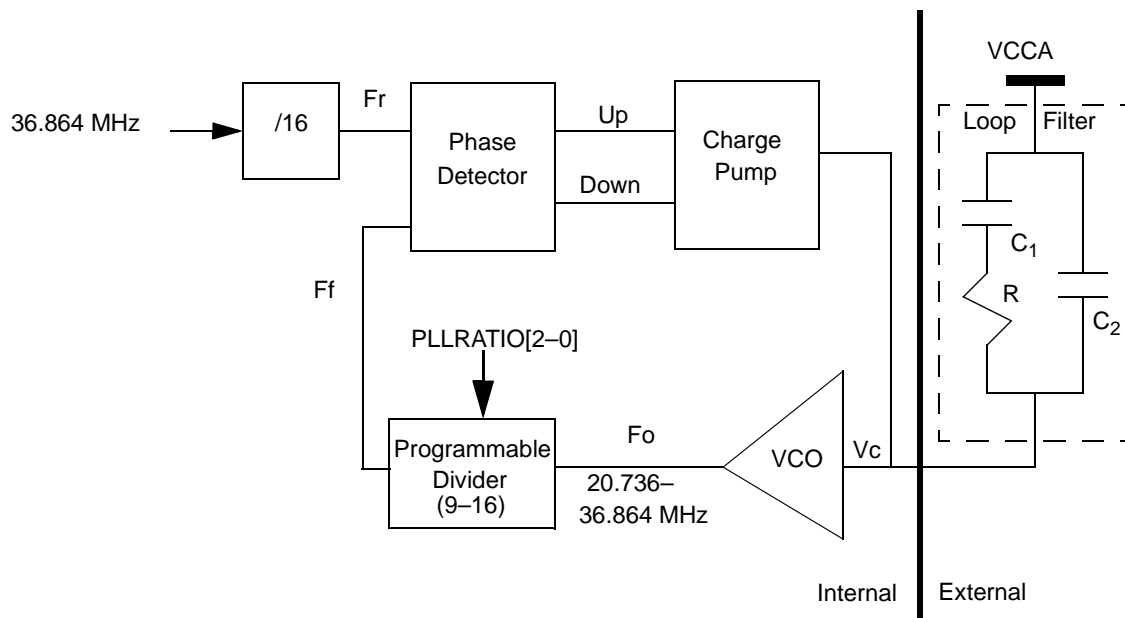 36.864 MHz
/16
Fr
Phase
Detector
Up
Down
Charge
Pump
VCCA
Loop Filter
C1
R
C2
Ff
PLLRATIO[2–0]
Programmable
Divider
(9–16)
Fo
20.736–
36.864 MHz
VCO
Vc
Internal
External